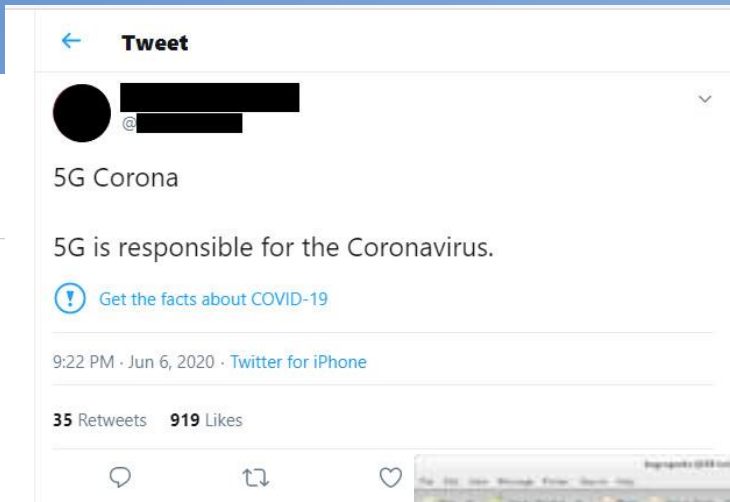 Tweet
@
5G Corona
5G is responsible for the Coronavirus.
Get the facts about COVID-19
9:22 PM · Jun 6, 2020 · Twitter for iPhone
35 Retweets 919 Likes